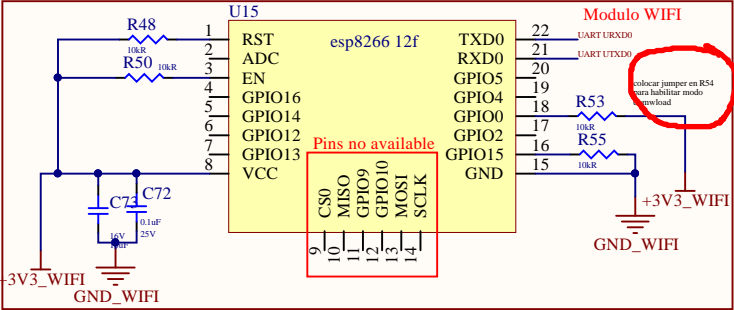 U15
Modulo WIFI
esp8266 12f
R48
10kR
R50
10kR
1 RST
2 ADC
3 EN
4 GPIO16
5 GPIO14
6 GPIO12
7 GPIO13
8 VCC
TXD0 22 UART URXD0
RXD0 21 UART UTXD0
GPIO5 20
GPIO4 19
GPIO0 18
GPIO2 17
GPIO15 16
GND 15
colocar jumper en R54
para habilitar modo
R53
10kR
R55
10kR
Pins no available
CS0
MISO
GPIO9
GPIO10
MOSI
SCLK
9
10
11
12
13
14
C73
16V
C72
0.1uF
25V
+3V3_WIFI
GND_WIFI
+3V3_WIFI
GND_WIFI